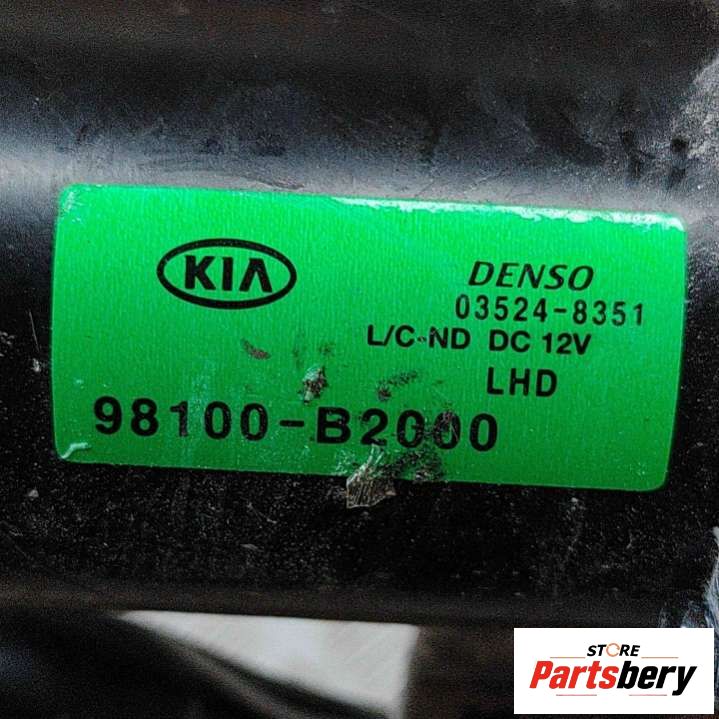 KIA
DENSO
03524-8351
L/C-ND DC 12V
LHD
98100-B2000
STORE
Partsbery